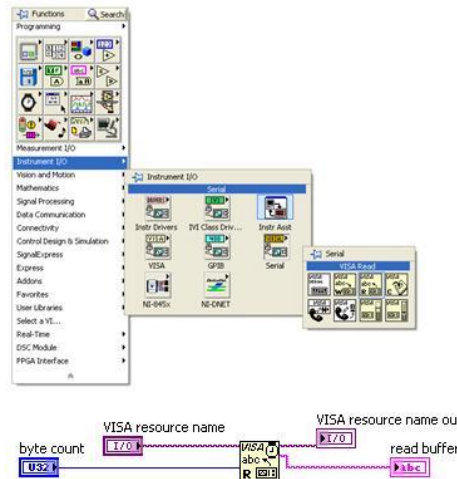 Functions
Search
Programming
Measurement I/O
Instrument I/O
Vision and Motion
Mathematics
Signal Processing
Data Communication
Connectivity
Control Design & Simulation
SignalExpress
Express
Addons
Favorites
User Libraries
Select a VI...
Real-Time
DSC Module
FPGA Interface
Instrument I/O
Serial
Instr Drivers
IVI Class Driv...
Instr Asst
VISA
GPIB
Serial
NI-845x
NI-DNET
Serial
VISA Read
VISA resource name
VISA resource name ou
I/O
I/O
byte count
U32
VISA
abc
R
read buffer
abc